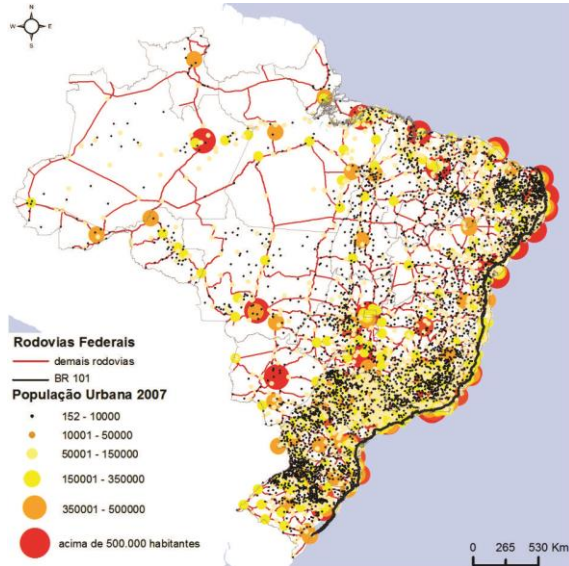 N
W E
S
Rodovias Federais
demais rodovias
BR 101
População Urbana 2007
152 - 10000
10001 - 50000
50001 - 150000
150001 - 350000
350001 - 500000
acima de 500.000 habitantes
0 265 530 Km